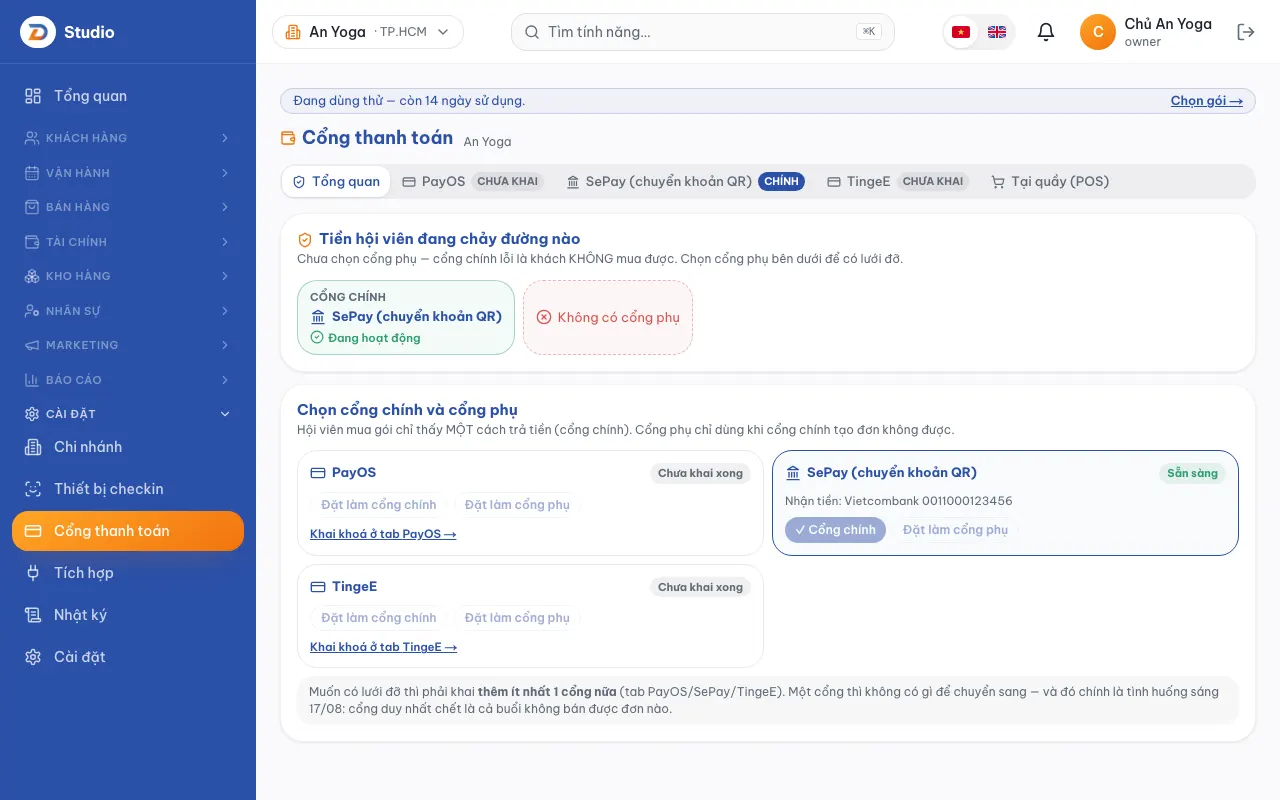 Studio
An Yoga · TP.HCM
Tìm tính năng...
⌘K
Chủ An Yoga
C
owner
Tổng quan
KHÁCH HÀNG
VẬN HÀNH
BÁN HÀNG
TÀI CHÍNH
KHO HÀNG
NHÂN SỰ
MARKETING
BÁO CÁO
CÀI ĐẶT
Chi nhánh
Thiết bị checkin
Cổng thanh toán
Tích hợp
Nhật ký
Cài đặt
Đang dùng thử — còn 14 ngày sử dụng.
Chọn gói →
Cổng thanh toán An Yoga
Tổng quan
PayOS CHƯA KHAI
SePay (chuyển khoản QR) CHÍNH
TingeE CHƯA KHAI
Tại quầy (POS)
Tiền hội viên đang chảy đường nào
Chưa chọn cổng phụ — cổng chính lỗi là khách KHÔNG mua được. Chọn cổng phụ bên dưới để có lưới đỡ.
CỔNG CHÍNH
SePay (chuyển khoản QR)
Đang hoạt động
Không có cổng phụ
Chọn cổng chính và cổng phụ
Hội viên mua gói chỉ thấy MỘT cách trả tiền (cổng chính). Cổng phụ chỉ dùng khi cổng chính tạo đơn không được.
PayOS
Chưa khai xong
Đặt làm cổng chính
Đặt làm cổng phụ
Khai khoá ở tab PayOS →
SePay (chuyển khoản QR)
Sẵn sàng
Nhận tiền: Vietcombank 0011000123456
✓ Cổng chính
Đặt làm cổng phụ
TingeE
Chưa khai xong
Đặt làm cổng chính
Đặt làm cổng phụ
Khai khoá ở tab TingeE →
Muốn có lưới đỡ thì phải khai thêm ít nhất 1 cổng nữa (tab PayOS/SePay/TingeE). Một cổng thì không có gì để chuyển sang — và đó chính là tình huống sáng
17/08: cổng duy nhất chết là cả buổi không bán được đơn nào.